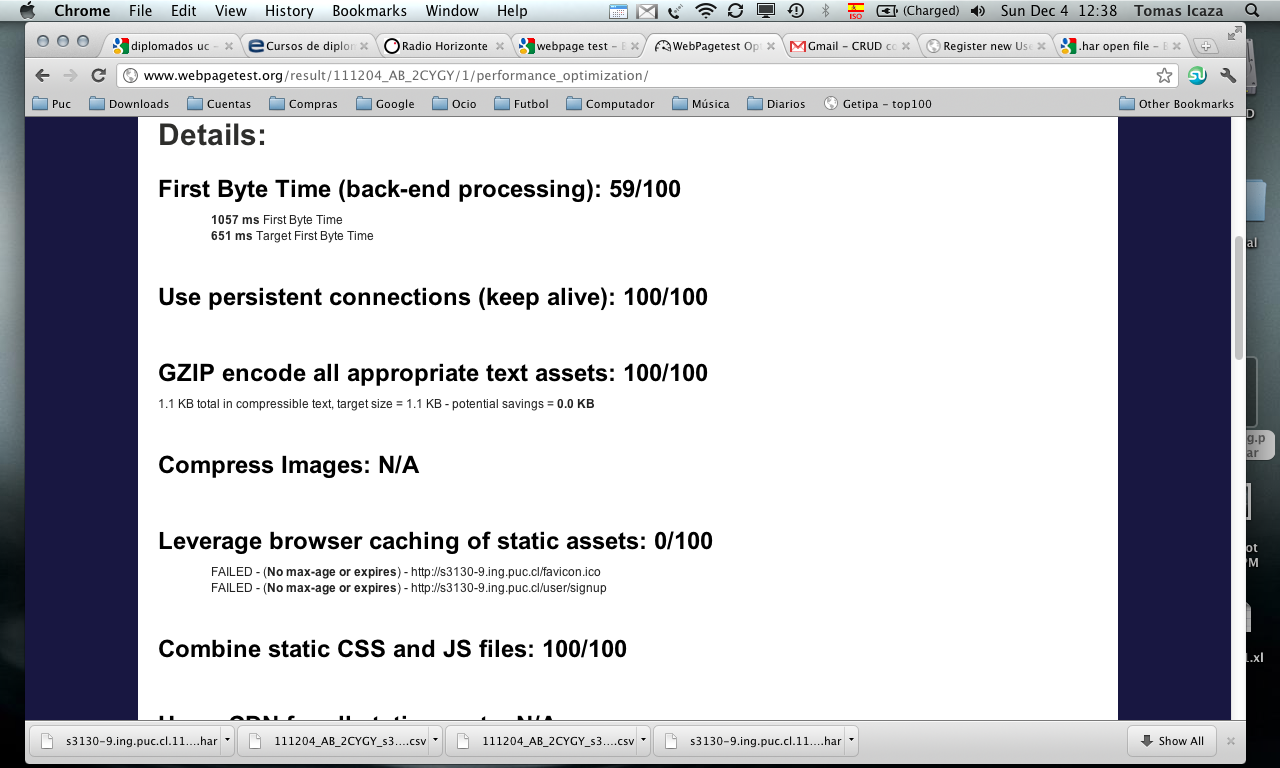 Chrome File Edit View History Bookmarks Window Help ISO (Charged) Sun Dec 4 12:38 Tomas Icaza
diplomados uc - Cursos de diplon Radio Horizonte webpage test - WebPagetest Op Gmail - CRUD c Register new Use .har open file -
www.webpagetest.org/result/111204_AB_2CYGY/1/performance_optimization/
Puc Downloads Cuentas Compras Google Ocio Futbol Computador Música Diarios Getipa - top100 Other Bookmarks
Details:
First Byte Time (back-end processing): 59/100
1057 ms First Byte Time
651 ms Target First Byte Time
Use persistent connections (keep alive): 100/100
GZIP encode all appropriate text assets: 100/100
1.1 KB total in compressible text, target size = 1.1 KB - potential savings = 0.0 KB
Compress Images: N/A
Leverage browser caching of static assets: 0/100
FAILED - (No max-age or expires) - http://s3130-9.ing.puc.cl/favicon.ico
FAILED - (No max-age or expires) - http://s3130-9.ing.puc.cl/user/signup
Combine static CSS and JS files: 100/100
s3130-9.ing.puc.cl.11....har 111204_AB_2CYGY_s3....csv 111204_AB_2CYGY_s3....csv s3130-9.ing.puc.cl.11....har Show All